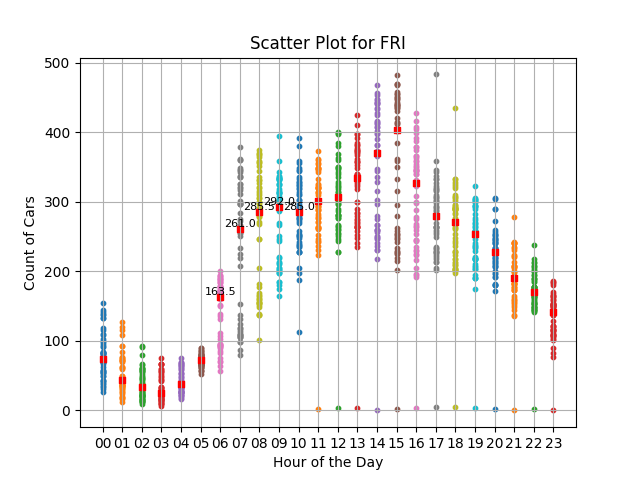 Scatter Plot for FRI
500
400
300
200
100
0
Count of Cars
163.5
261.0
285.5
292.0
285.0
00 01 02 03 04 05 06 07 08 09 10 11 12 13 14 15 16 17 18 19 20 21 22 23
Hour of the Day